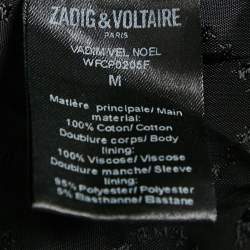 ZADIG & VOLTAIRE
PARIS
VADIM VEL NOEL
WFCP0205F
M
Matière principale/ Main
material:
100% Coton/ Cotton
Doublure corps/ Body
lining:
100% Viscose/ Viscose
Doublure manche/ Sleeve
lining:
95% Polyester/ Polyester
5% Elasthanne/ Elastane